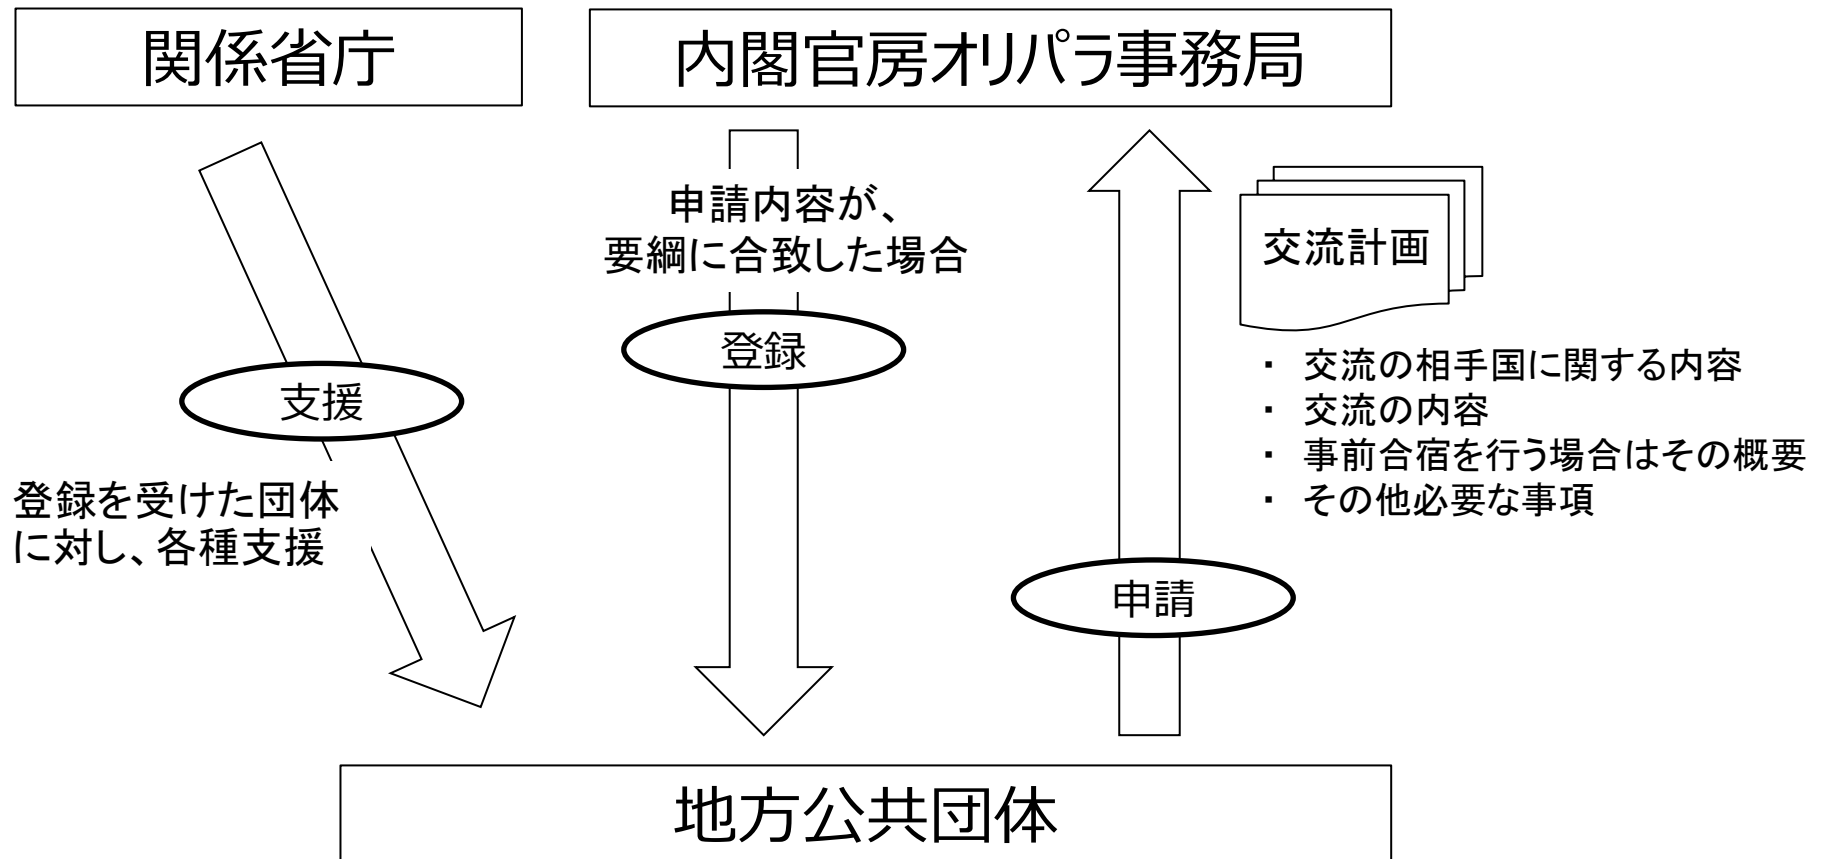 関係省庁
内閣官房オリパラ事務局
申請内容が、
要綱に合致した場合
登録
交流計画
・ 交流の相手国に関する内容
・ 交流の内容
・ 事前合宿を行う場合はその概要
・ その他必要な事項
支援
登録を受けた団体
に対し、各種支援
申請
地方公共団体